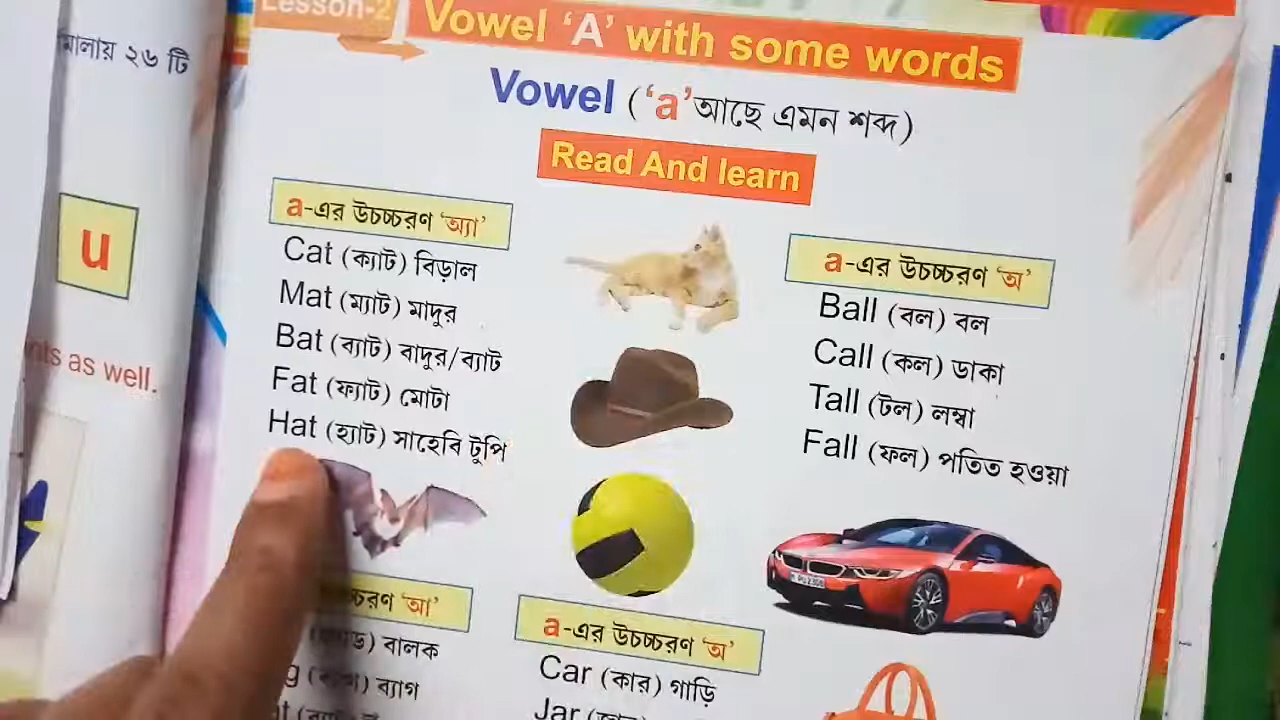 Lesson-2
Vowel ‘A’ with some words
Vowel (‘a’আছে এমন শব্দ)
Read And learn
মালায় ২৬ টি
u
as well.
a-এর উচ্চারণ ‘অ্যা’
Cat (ক্যাট) বিড়াল
Mat (ম্যাট) মাদুর
Bat (ব্যাট) বাদুর/ব্যাট
Fat (ফ্যাট) মোটা
Hat (হ্যাট) সাহেবি টুপি
a-এর উচ্চারণ ‘অ’
Ball (বল) বল
Call (কল) ডাকা
Tall (টল) লম্বা
Fall (ফল) পতিত হওয়া
‘আ’
বালক
ব্যাগ
a-এর উচ্চারণ ‘অ’
Car (কার) গাড়ি
Jar